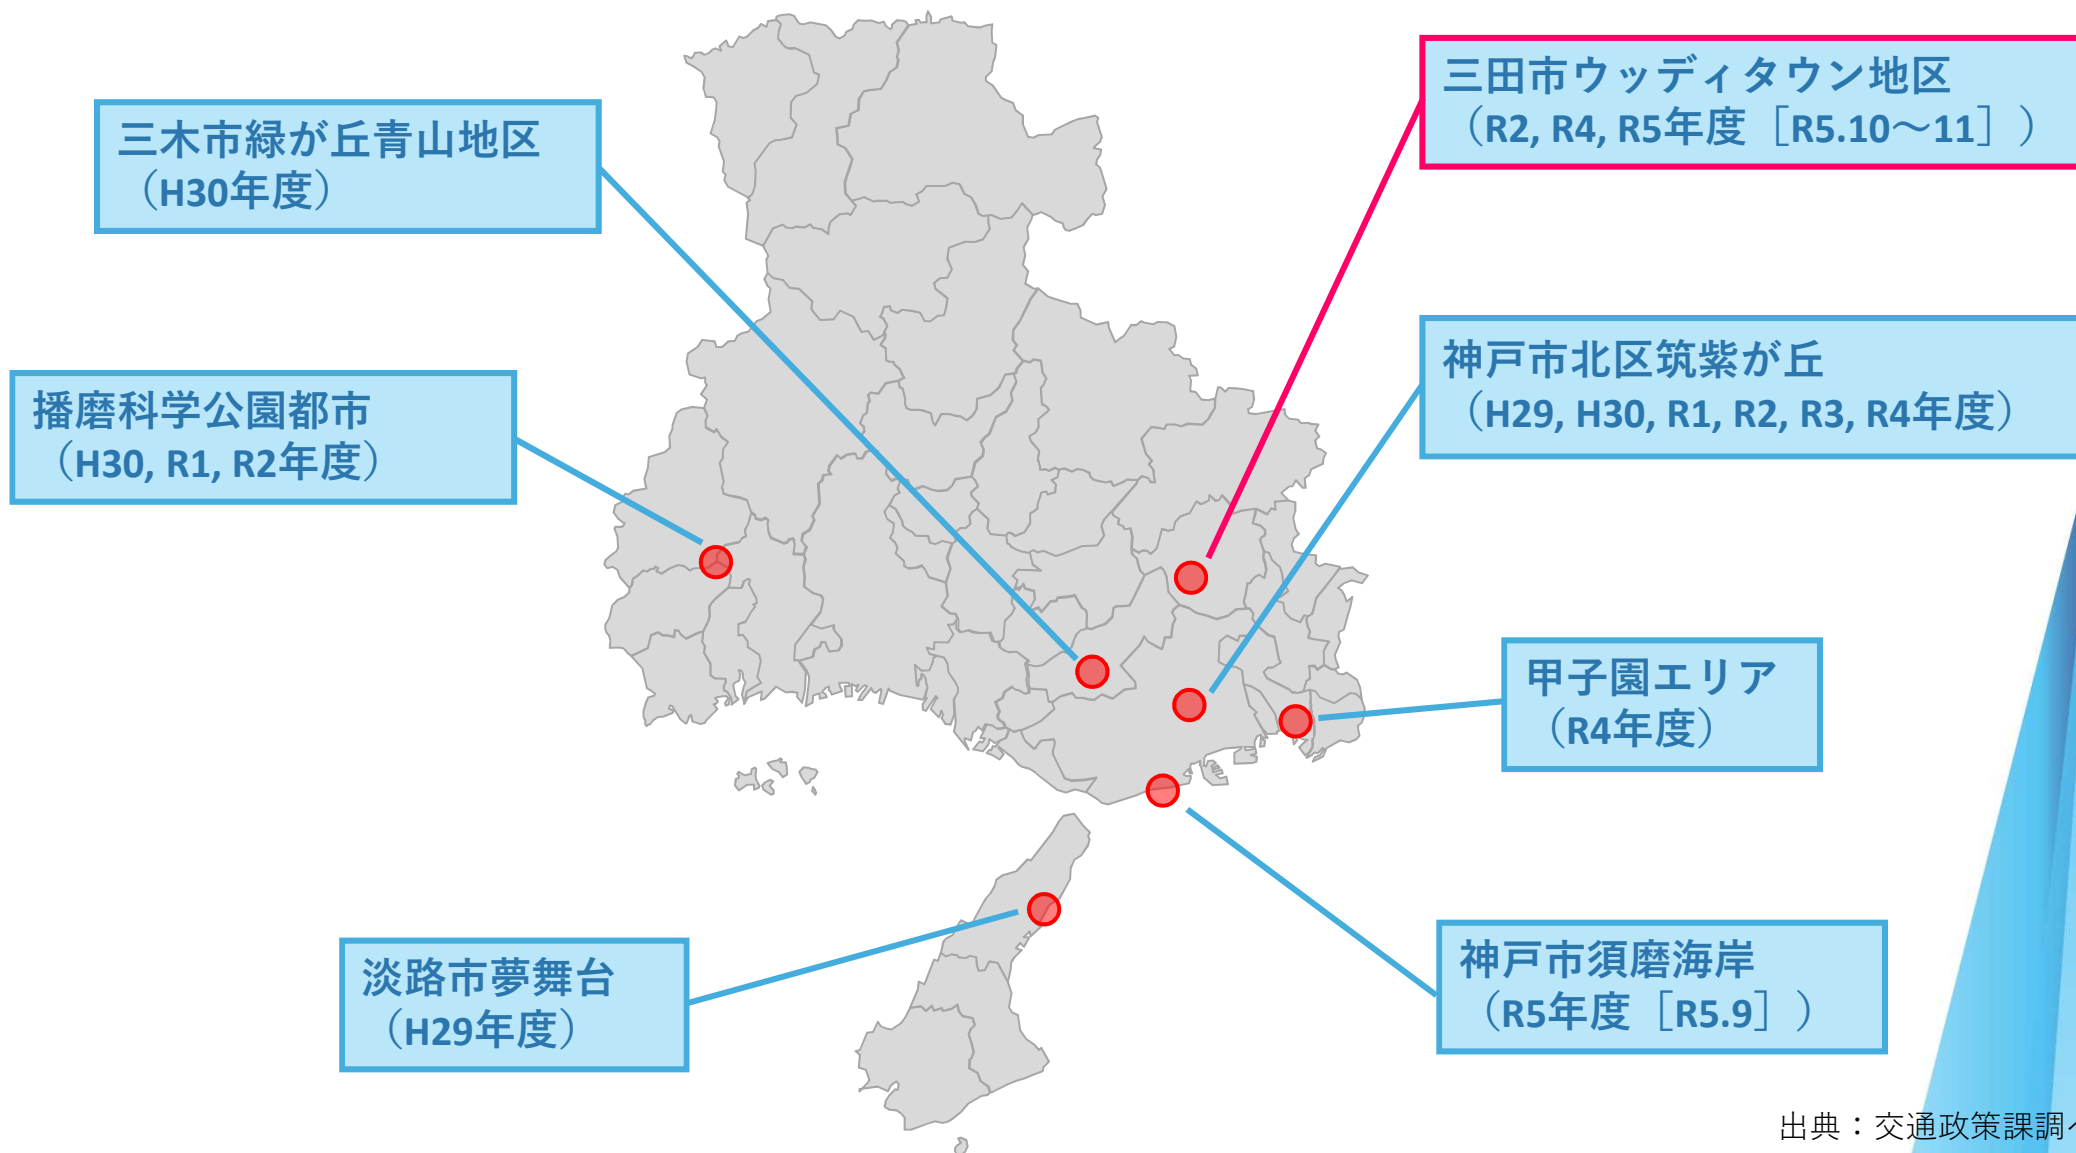 三木市緑が丘青山地区
（H30年度）
三田市ウッディタウン地区
（R2, R4, R5年度［R5.10～11］）
播磨科学公園都市
（H30, R1, R2年度）
神戸市北区筑紫が丘
（H29, H30, R1, R2, R3, R4年度）
甲子園エリア
（R4年度）
淡路市夢舞台
（H29年度）
神戸市須磨海岸
（R5年度［R5.9］）
出典：交通政策課調べ